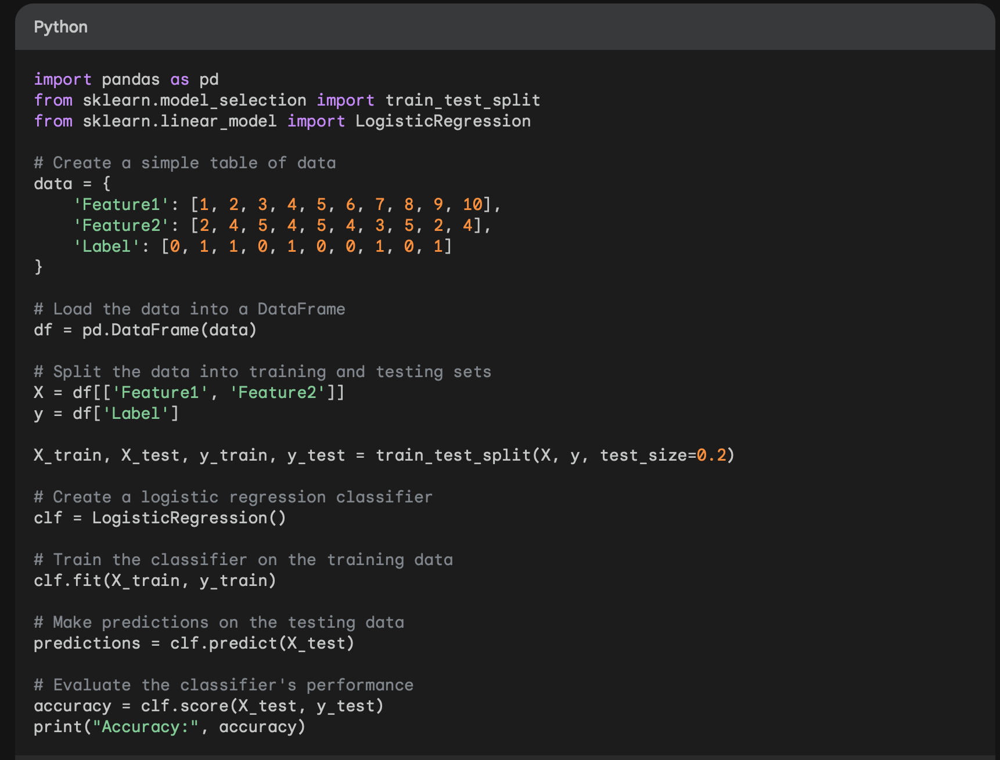 Python
import pandas as pd
from sklearn.model_selection import train_test_split
from sklearn.linear_model import LogisticRegression
# Create a simple table of data
data = {
    'Feature1': [1, 2, 3, 4, 5, 6, 7, 8, 9, 10],
    'Feature2': [2, 4, 5, 4, 5, 4, 3, 5, 2, 4],
    'Label': [0, 1, 1, 0, 1, 0, 0, 1, 0, 1]
}
# Load the data into a DataFrame
df = pd.DataFrame(data)
# Split the data into training and testing sets
X = df[['Feature1', 'Feature2']]
y = df['Label']
X_train, X_test, y_train, y_test = train_test_split(X, y, test_size=0.2)
# Create a logistic regression classifier
clf = LogisticRegression()
# Train the classifier on the training data
clf.fit(X_train, y_train)
# Make predictions on the testing data
predictions = clf.predict(X_test)
# Evaluate the classifier's performance
accuracy = clf.score(X_test, y_test)
print("Accuracy:", accuracy)